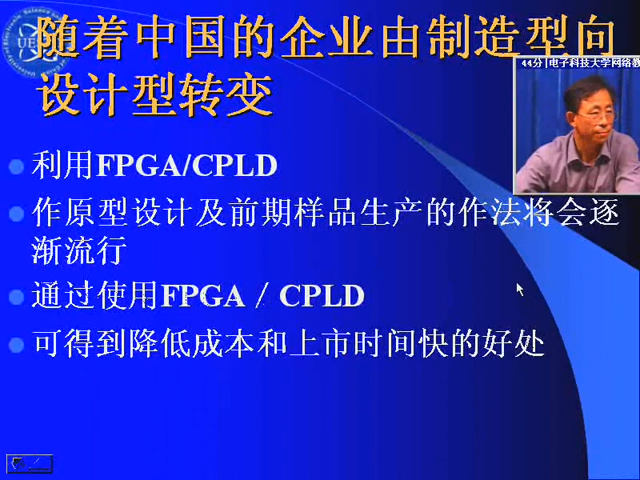 随着中国的企业由制造型向
设计型转变
44分|电子科技大学网络教
利用FPGA/CPLD
作原型设计及前期样品生产的作法将会逐
渐流行
通过使用FPGA／CPLD
可得到降低成本和上市时间快的好处